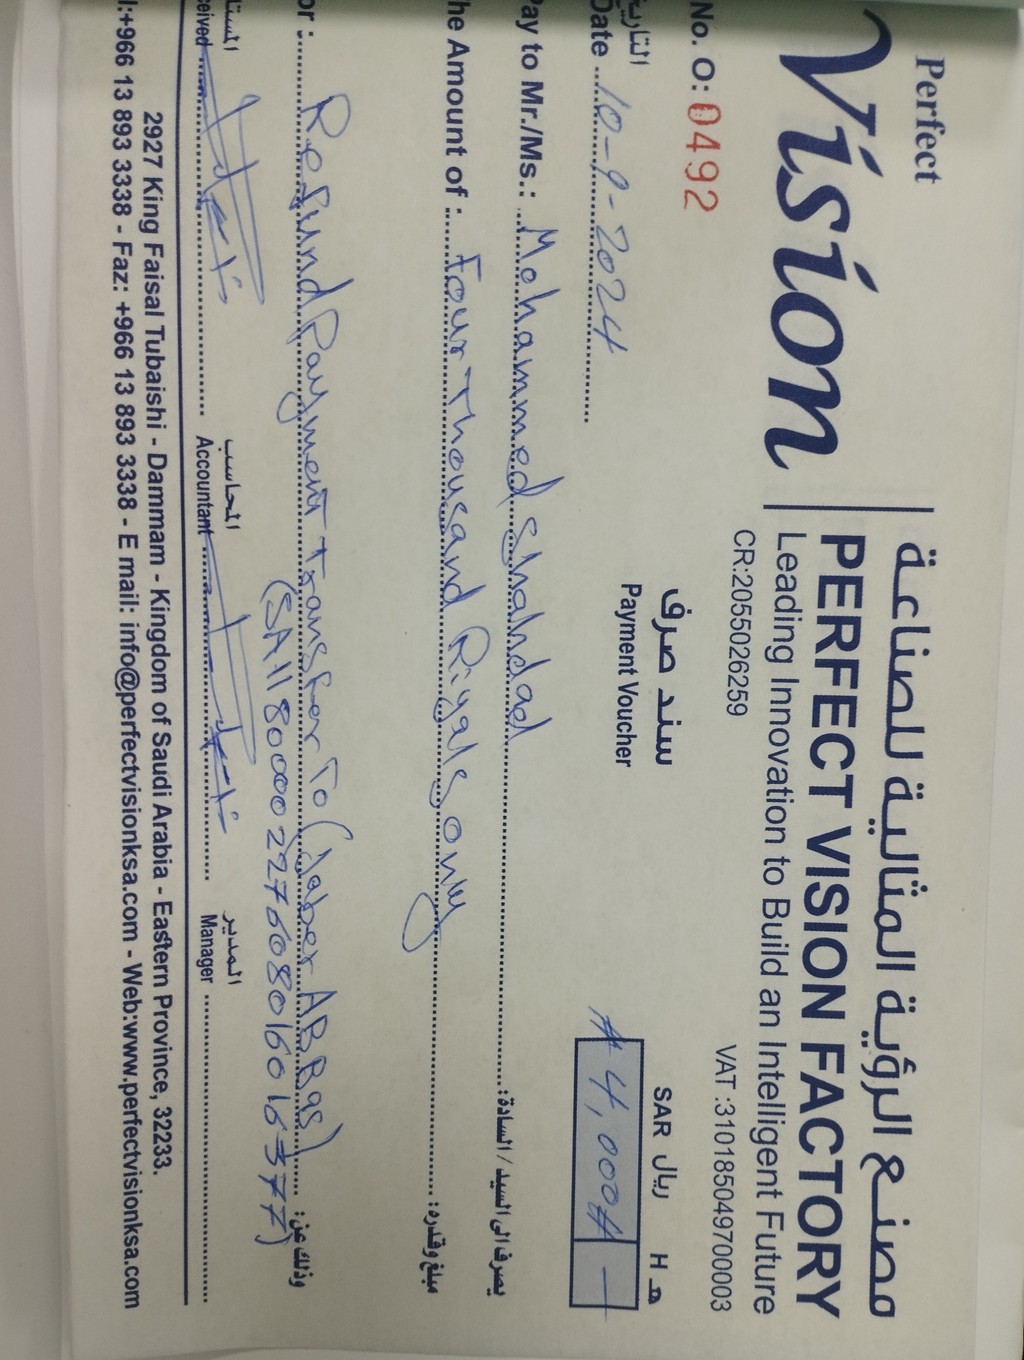 Perfect
Vision
مصنع الرؤية المثالية للصناعة
PERFECT VISION FACTORY
Leading Innovation to Build an Intelligent Future
CR:2055026259
VAT :310185049700003
No. O: 0492
سند صرف
Payment Voucher
ريال SAR
هـ H
# 4,000 # —
التاريخ
Date 10-9-2024
Pay to Mr./Ms.: Mohammed Shahdad يصرف الى السيد / السادة:
he Amount of : Four Thousand Riyals only مبلغ وقدره:
or : Refund Payment Transfer To (Jaber ABBas) وذلك عن:
(SA1180000227608016016377)
المستل
المحاسب
المدير
ceived
Accountant
Manager
2927 King Faisal Tubaishi - Dammam - Kingdom of Saudi Arabia - Eastern Province, 32233.
l:+966 13 893 3338 - Faz: +966 13 893 3338 - E mail: info@perfectvisionksa.com - Web:www.perfectvisionksa.com